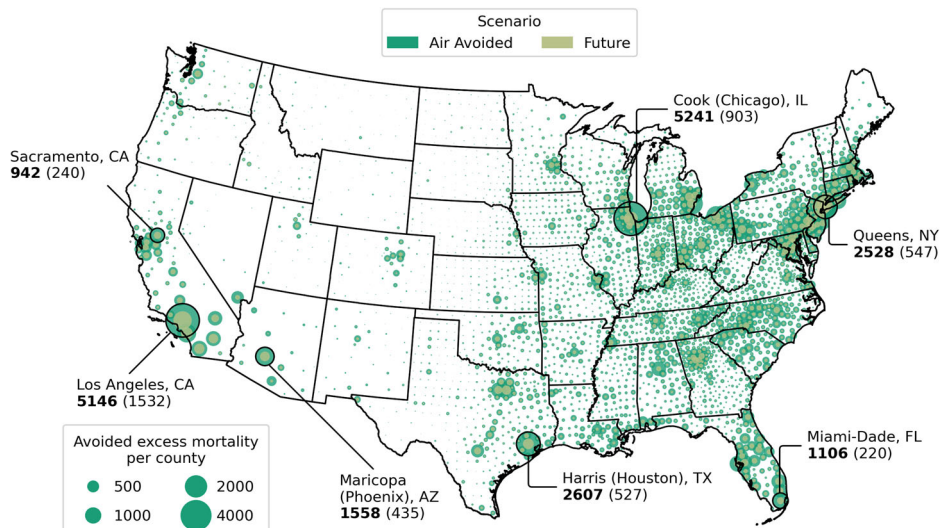 Scenario
Air Avoided Future
Cook (Chicago), IL
5241 (903)
Sacramento, CA
942 (240)
Queens, NY
2528 (547)
Los Angeles, CA
5146 (1532)
Miami-Dade, FL
1106 (220)
Maricopa
(Phoenix), AZ
1558 (435)
Harris (Houston), TX
2607 (527)
Avoided excess mortality
per county
500 2000
1000 4000